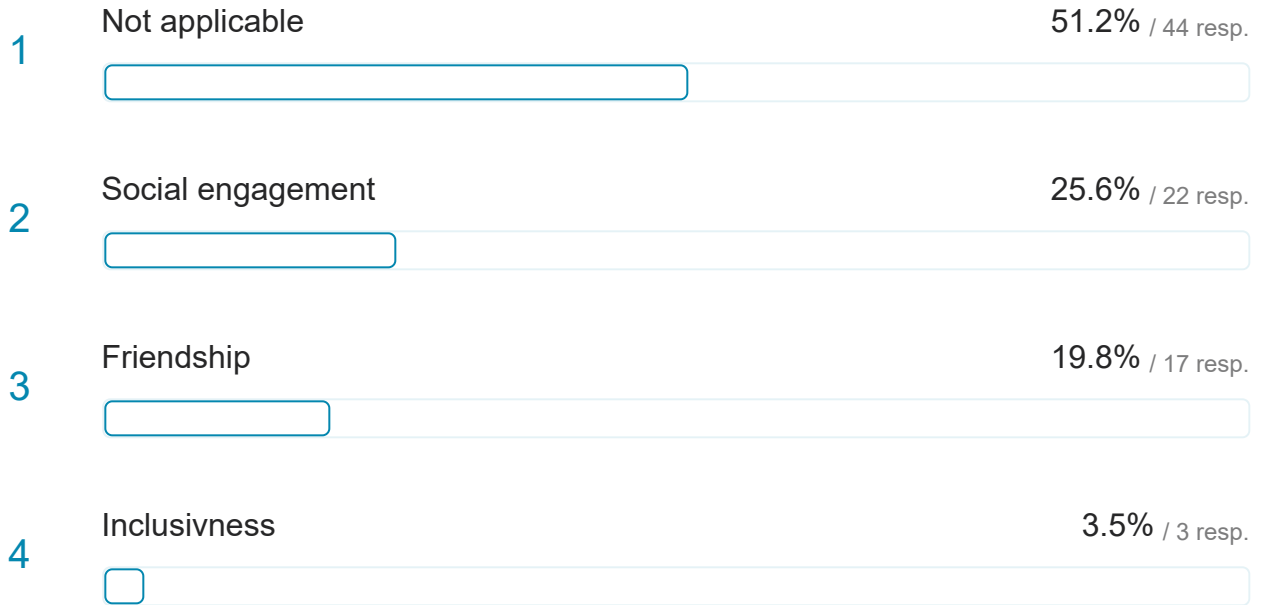 1 Not applicable 51.2% / 44 resp.
2 Social engagement 25.6% / 22 resp.
3 Friendship 19.8% / 17 resp.
4 Inclusivness 3.5% / 3 resp.